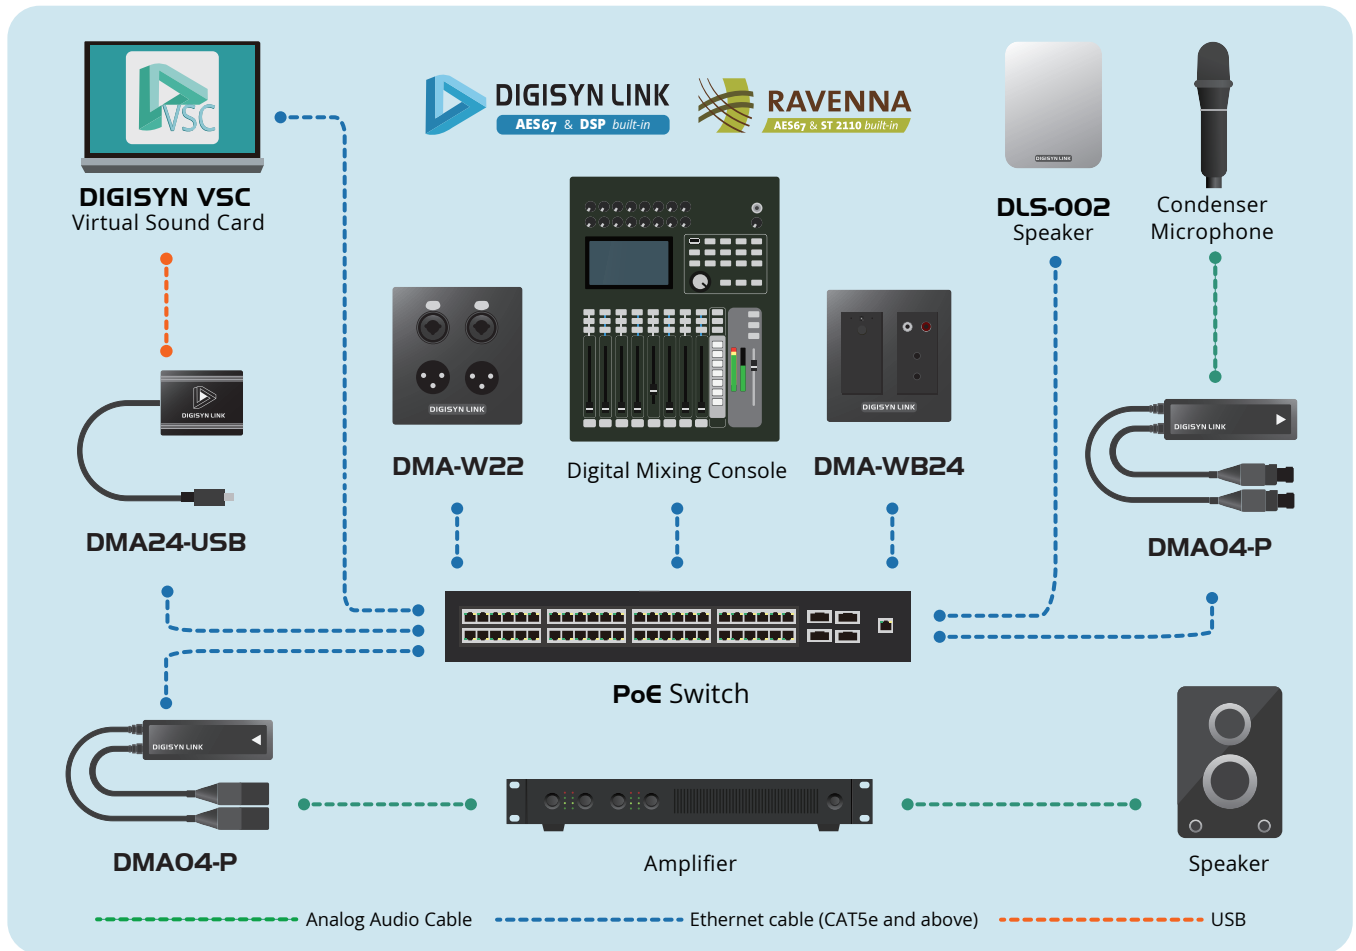 VSC
DIGISYN VSC
Virtual Sound Card
DIGISYN LINK
AES67 & DSP built-in
RAVENNA
AES67 & ST 2110 built-in
DIGISYN LINK
DLS-002
Speaker
Condenser
Microphone
DIGISYN LINK
DMA24-USB
DIGISYN LINK
DMA-W22
Digital Mixing Console
DIGISYN LINK
DMA-WB24
DIGISYN LINK
DMA04-P
PoE Switch
DIGISYN LINK
DMA04-P
Amplifier
Speaker
Analog Audio Cable
Ethernet cable (CAT5e and above)
USB